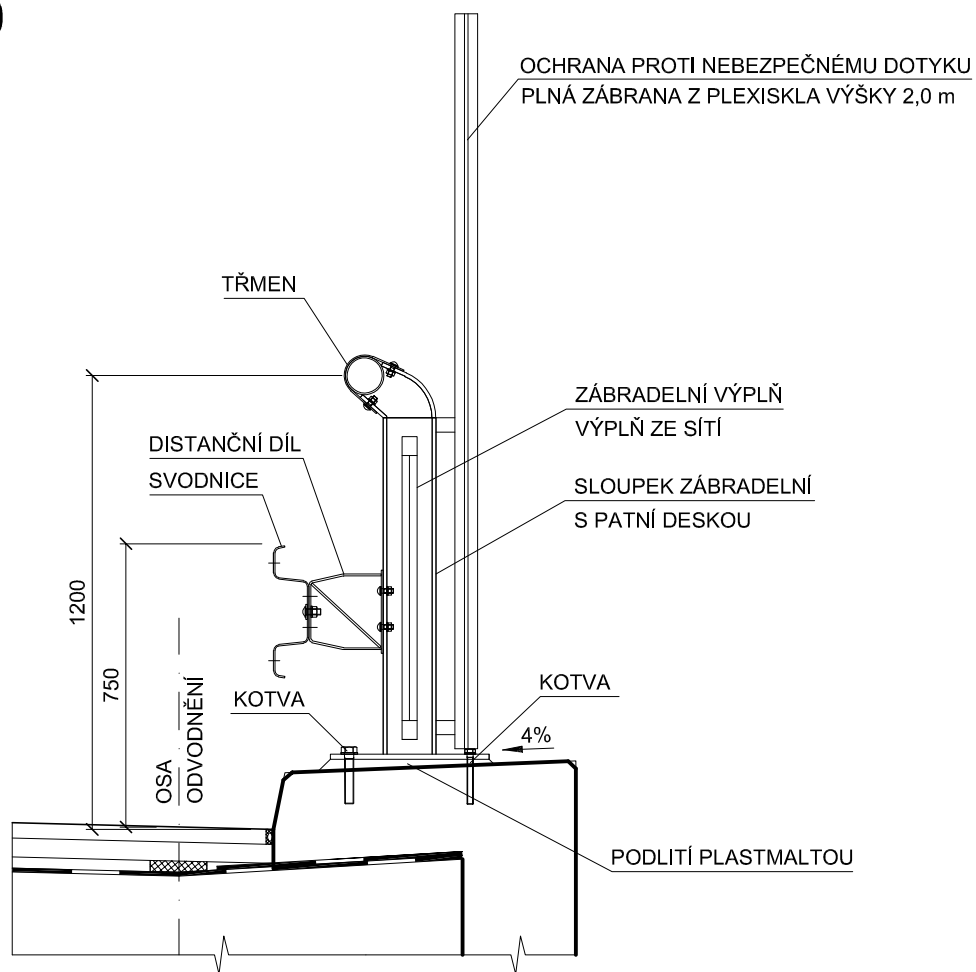 )
OCHRANA PROTI NEBEZPEČNÉMU DOTYKU
PLNÁ ZÁBRANA Z PLEXISKLA VÝŠKY 2,0 m
TŘMEN
ZÁBRADELNÍ VÝPLŇ
VÝPLŇ ZE SÍTÍ
DISTANČNÍ DÍL
SVODNICE
SLOUPEK ZÁBRADELNÍ
S PATNÍ DESKOU
1200
750
OSA
ODVODNĚNÍ
KOTVA
KOTVA
4%
PODLITÍ PLASTMALTOU